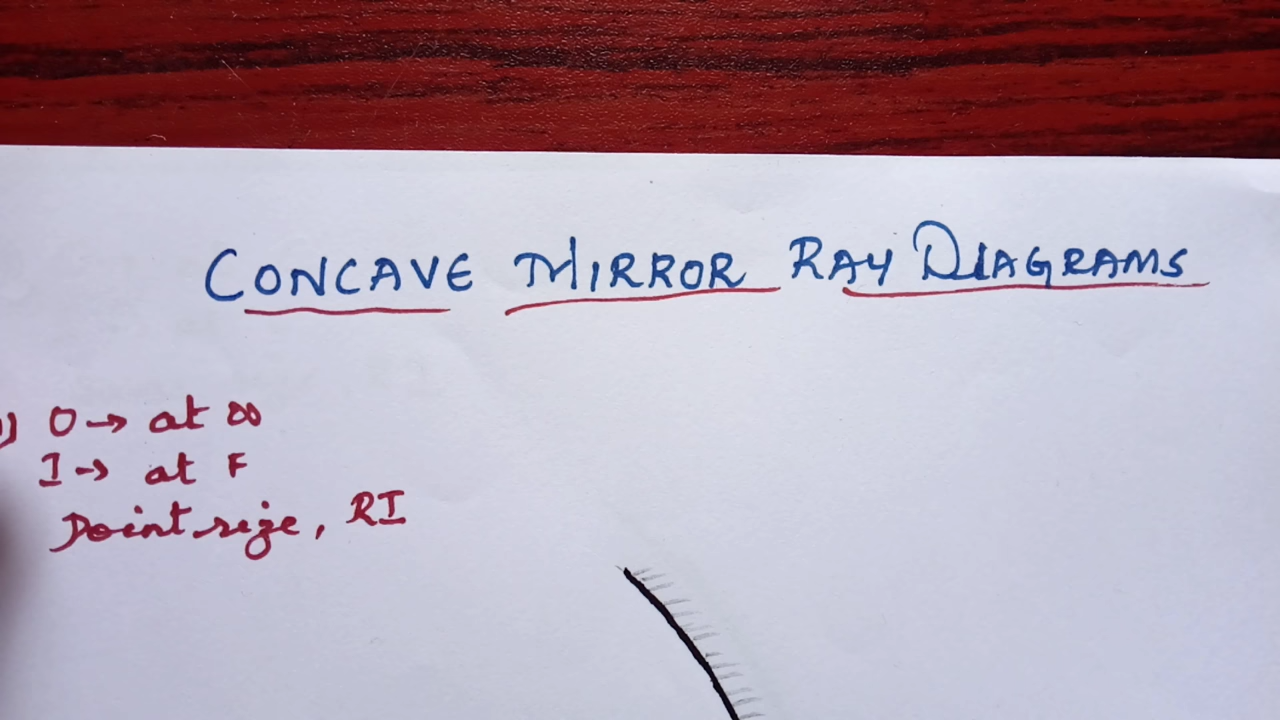 CONCAVE MIRROR RAY DIAGRAMS
O → at ∞
I → at F
Point size, RI